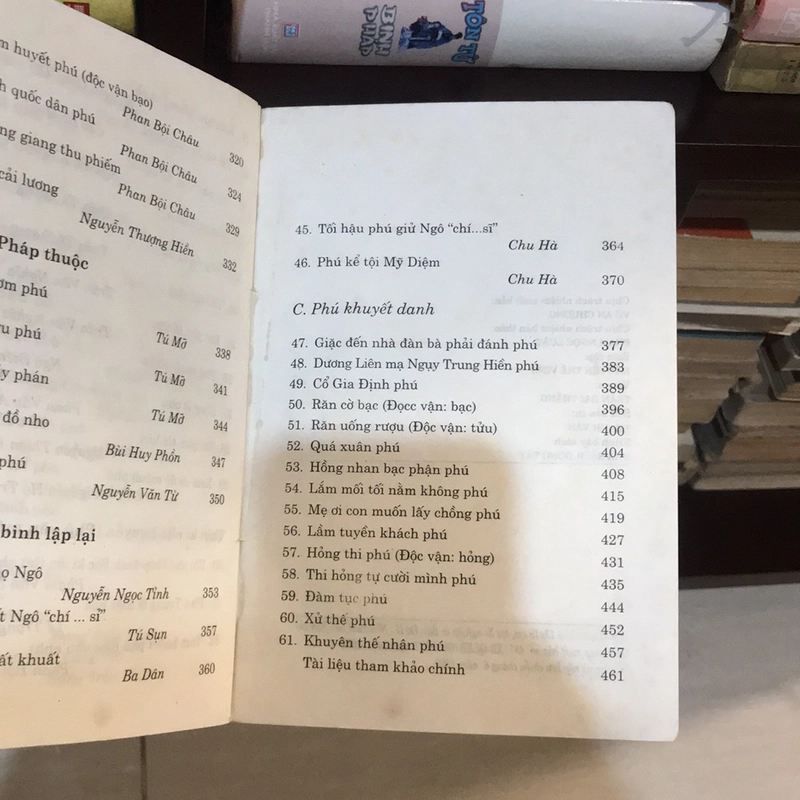 TÔN TỬ
BINH PHÁP
huyết phú (độc vận bạo)
Phan Bội Châu 320
quốc dân phú
Phan Bội Châu 324
giang thu phiếm
Phan Bội Châu 329
cải lương
Nguyễn Thượng Hiền 332
Pháp thuộc
phú
Tú Mỡ 338
phú
Tú Mỡ 341
phán
Tú Mỡ 344
đồ nho
Bùi Huy Phồn 347
phú
Nguyễn Văn Từ 350
bình lập lại
Ngô
Nguyễn Ngọc Tỉnh 353
Ngô “chí ... sĩ”
Tú Sụn 357
khuất
Ba Dân 360
45. Tối hậu phú giử Ngô “chí...sĩ”
Chu Hà 364
46. Phú kể tội Mỹ Diệm
Chu Hà 370
C. Phú khuyết danh
47. Giặc đến nhà đàn bà phải đánh phú 377
48. Dương Liên mạ Ngụy Trung Hiền phú 383
49. Cổ Gia Định phú 389
50. Răn cờ bạc (Đọcc vận: bạc) 396
51. Răn uống rượu (Độc vận: tửu) 400
52. Quá xuân phú 404
53. Hồng nhan bạc phận phú 408
54. Lắm mối tối nằm không phú 415
55. Mẹ ơi con muốn lấy chồng phú 419
56. Lầm tuyền khách phú 427
57. Hỏng thi phú (Độc vận: hỏng) 431
58. Thi hỏng tự cười mình phú 435
59. Đàm tục phú 444
60. Xử thế phú 452
61. Khuyên thế nhân phú 457
Tài liệu tham khảo chính 461